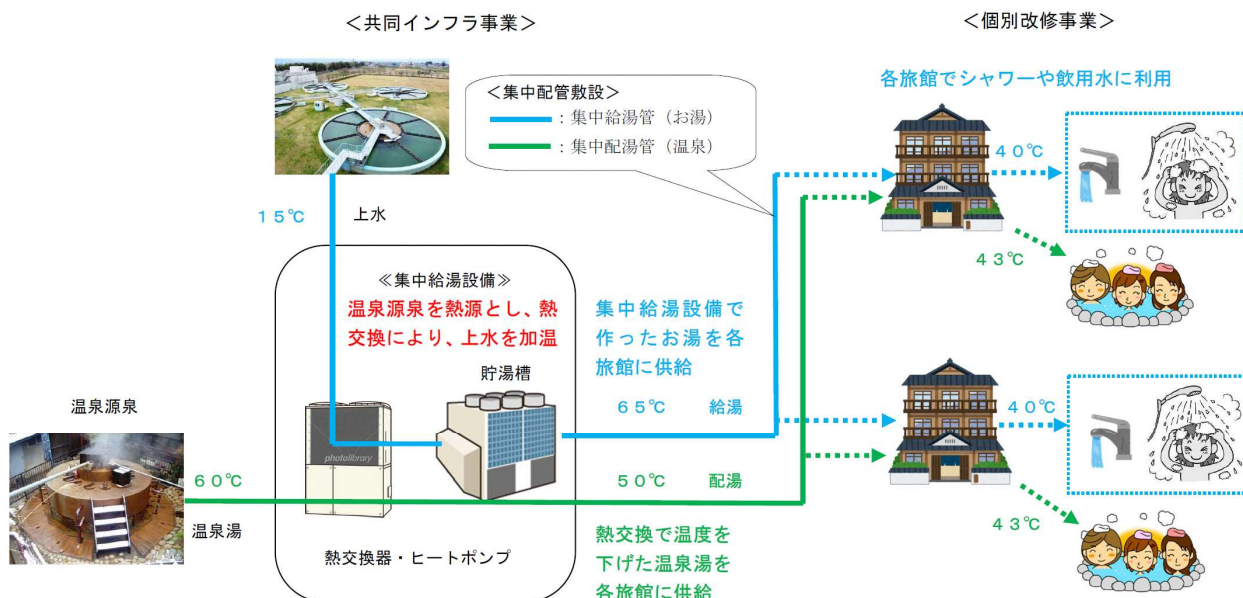 ＜共同インフラ事業＞
＜個別改修事業＞
＜集中配管敷設＞
：集中給湯管（お湯）
：集中配湯管（温泉）
各旅館でシャワーや飲用水に利用
１５℃
上水
≪集中給湯設備≫
温泉源泉を熱源とし、熱
交換により、上水を加温
貯湯槽
集中給湯設備で
作ったお湯を各
旅館に供給
４０℃
４３℃
温泉源泉
６０℃
温泉湯
photolibrary
熱交換器・ヒートポンプ
６５℃
給湯
５０℃
配湯
熱交換で温度を
下げた温泉湯を
各旅館に供給
４０℃
４３℃